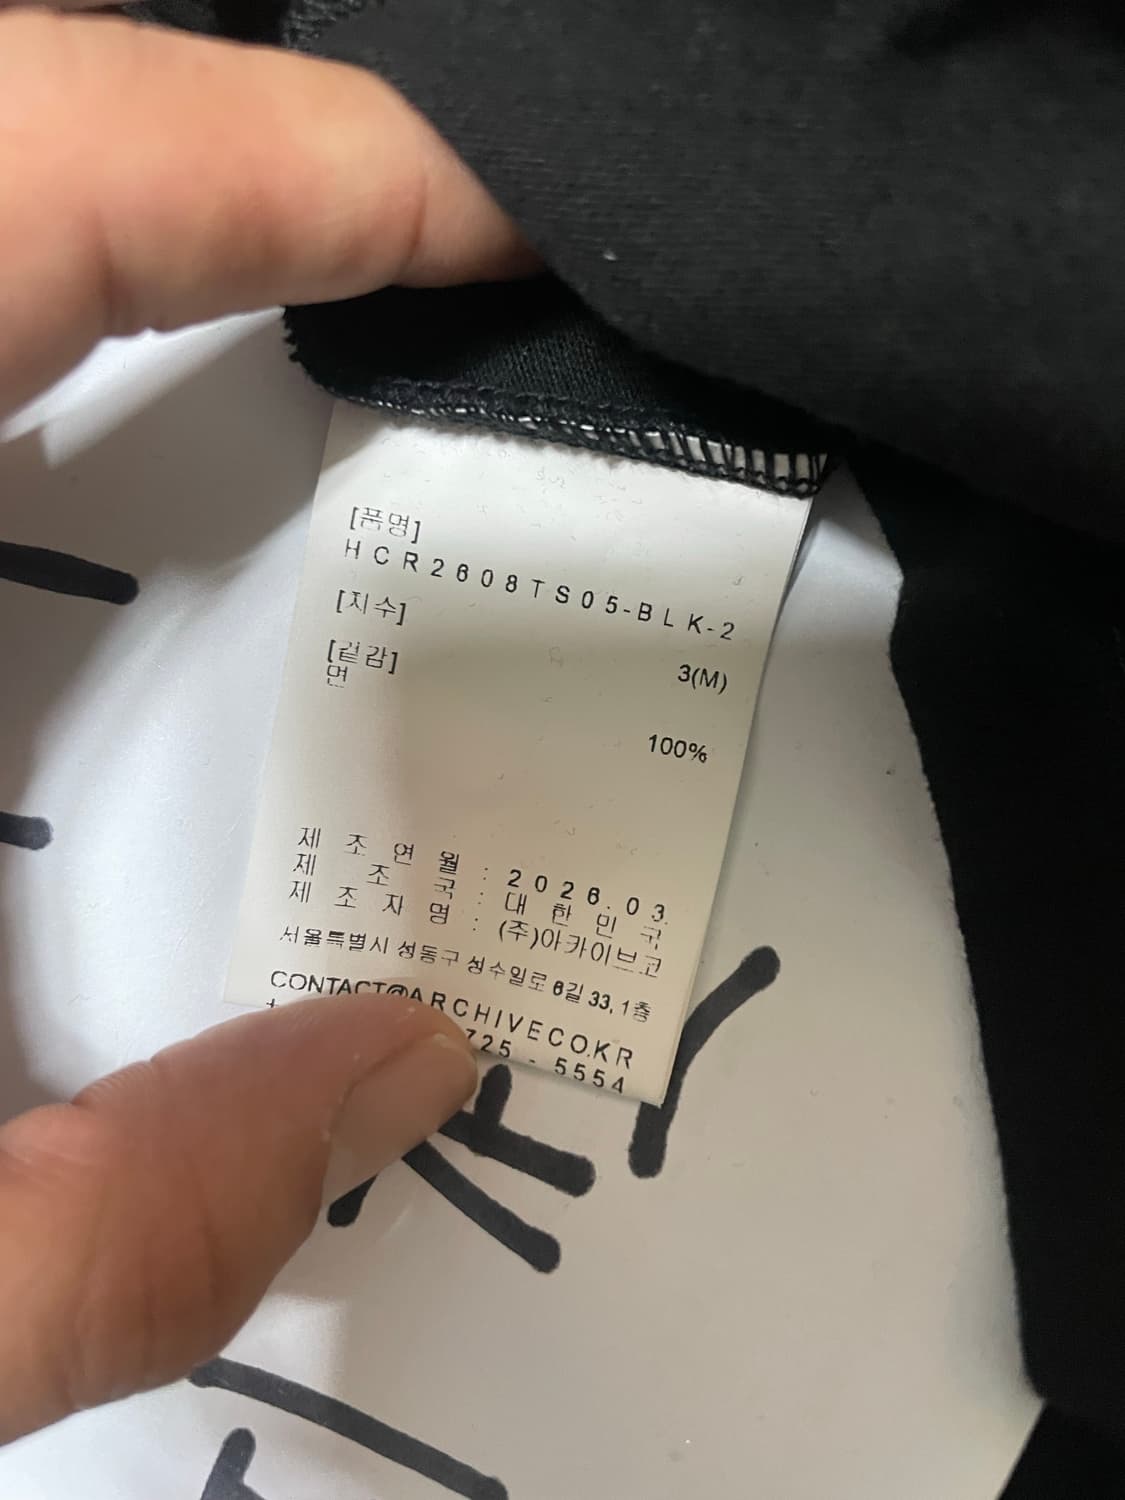 [품명]
HCR2608TS05-BLK-2
[치수]
3(M)
[겉감]
면
100%
제조연월 : 2026.03.
제조국 : 대한민국
제조자명 : (주)아카이브코
서울특별시 성동구 성수일로6길 33, 1층
CONTACT@ARCHIVECO.KR
725 - 5554